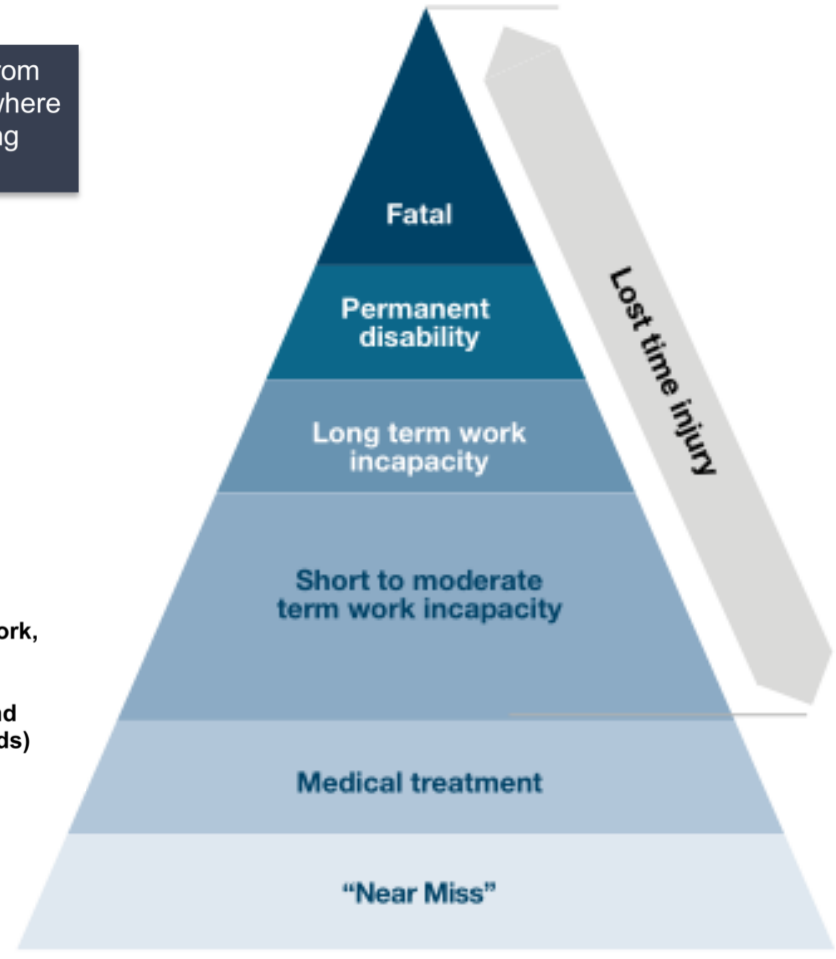 Fatal
Permanent
disability
Long term work
incapacity
Short to moderate
term work incapacity
Medical treatment
“Near Miss”
Lost time injury